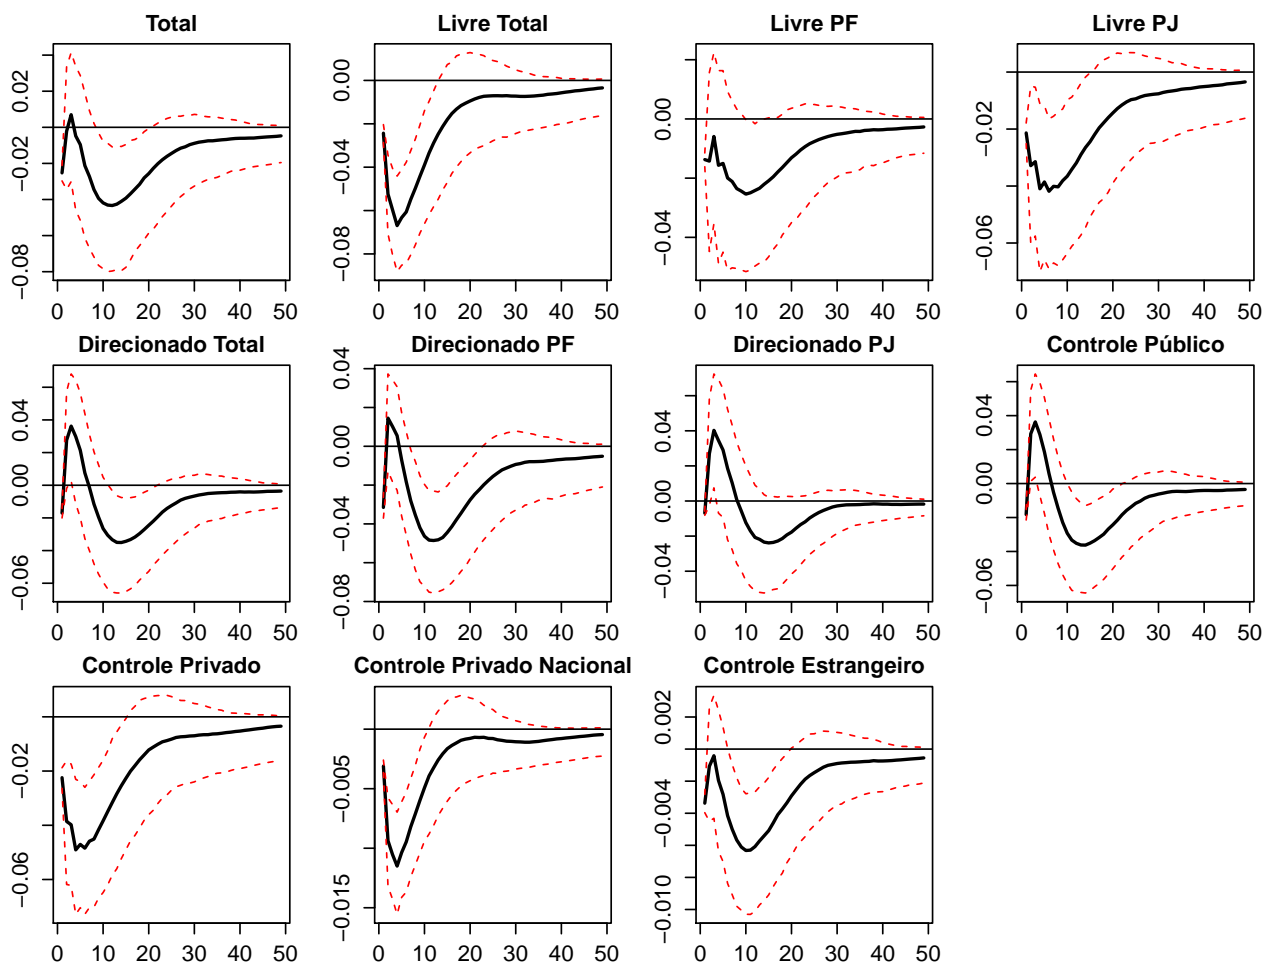 Total Livre Total Livre PF Livre PJ
0.02 −0.02 −0.08
0.00 −0.04 −0.08
0.00 −0.04
−0.02 −0.06
0 10 20 30 40 50 0 10 20 30 40 50 0 10 20 30 40 50 0 10 20 30 40 50
Direcionado Total Direcionado PF Direcionado PJ Controle Público
0.04 0.00 −0.06
0.04 0.00 −0.04 −0.08
0.04 0.00 −0.04
0.04 0.00 −0.06
0 10 20 30 40 50 0 10 20 30 40 50 0 10 20 30 40 50 0 10 20 30 40 50
Controle Privado Controle Privado Nacional Controle Estrangeiro
−0.02 −0.06
−0.005 −0.015
0.002 −0.004 −0.010
0 10 20 30 40 50 0 10 20 30 40 50 0 10 20 30 40 50